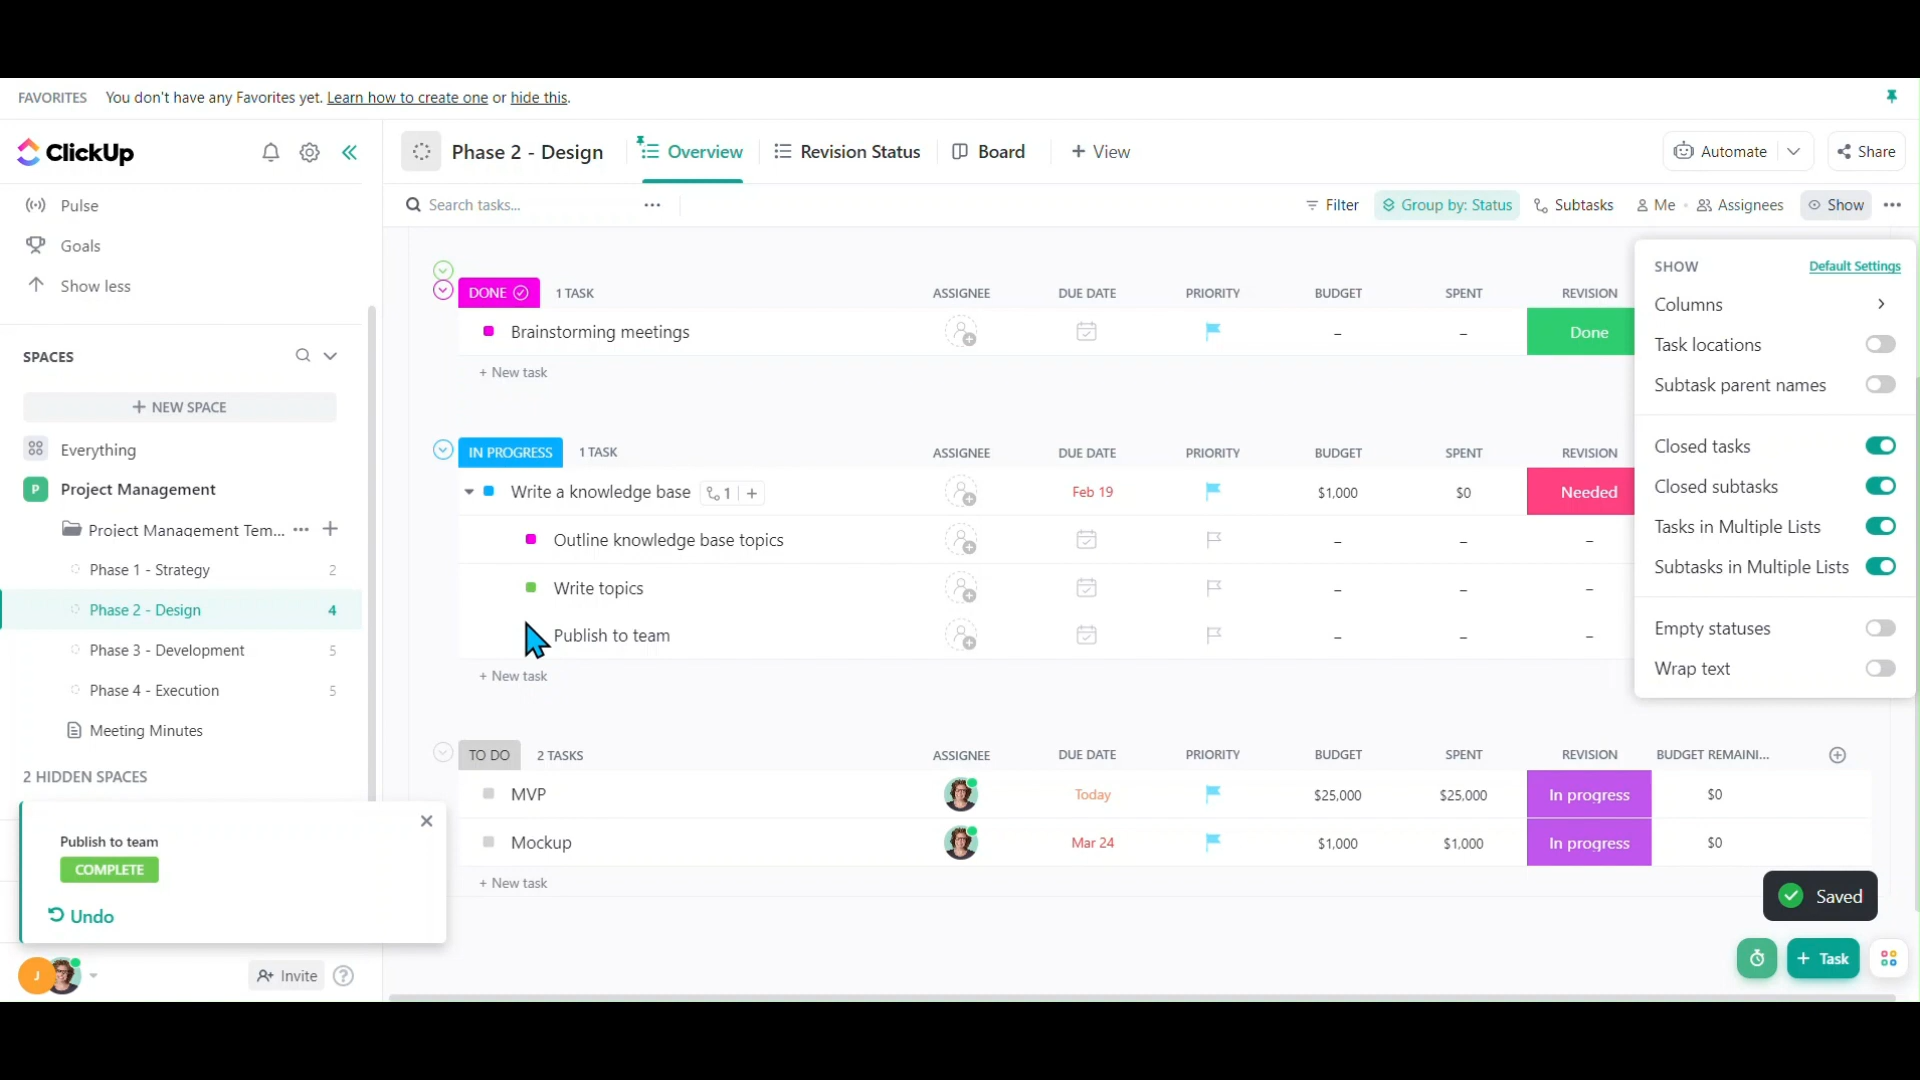 FAVORITES You don't have any Favorites yet. Learn how to create one or hide this.
ClickUp
Phase 2 - Design Overview Revision Status Board + View Automate Share
Pulse
Goals
Show less
Search tasks... Filter Group by: Status Subtasks Me Assignees Show
SPACES
+ NEW SPACE
Everything
P Project Management
Project Management Tem...
Phase 1 - Strategy 2
Phase 2 - Design 4
Phase 3 - Development 5
Phase 4 - Execution 5
Meeting Minutes
2 HIDDEN SPACES
Publish to team
COMPLETE
Undo
J Invite ?
DONE 1 TASK ASSIGNEE DUE DATE PRIORITY BUDGET SPENT REVISION
Brainstorming meetings – – Done
+ New task
IN PROGRESS 1 TASK ASSIGNEE DUE DATE PRIORITY BUDGET SPENT REVISION
Write a knowledge base 1 + Feb 19 $1,000 $0 Needed
Outline knowledge base topics – – –
Write topics – – –
Publish to team – – –
+ New task
TO DO 2 TASKS ASSIGNEE DUE DATE PRIORITY BUDGET SPENT REVISION BUDGET REMAINI...
MVP Today $25,000 $25,000 In progress $0
Mockup Mar 24 $1,000 $1,000 In progress $0
+ New task
SHOW Default Settings
Columns
Task locations
Subtask parent names
Closed tasks
Closed subtasks
Tasks in Multiple Lists
Subtasks in Multiple Lists
Empty statuses
Wrap text
Saved
+ Task